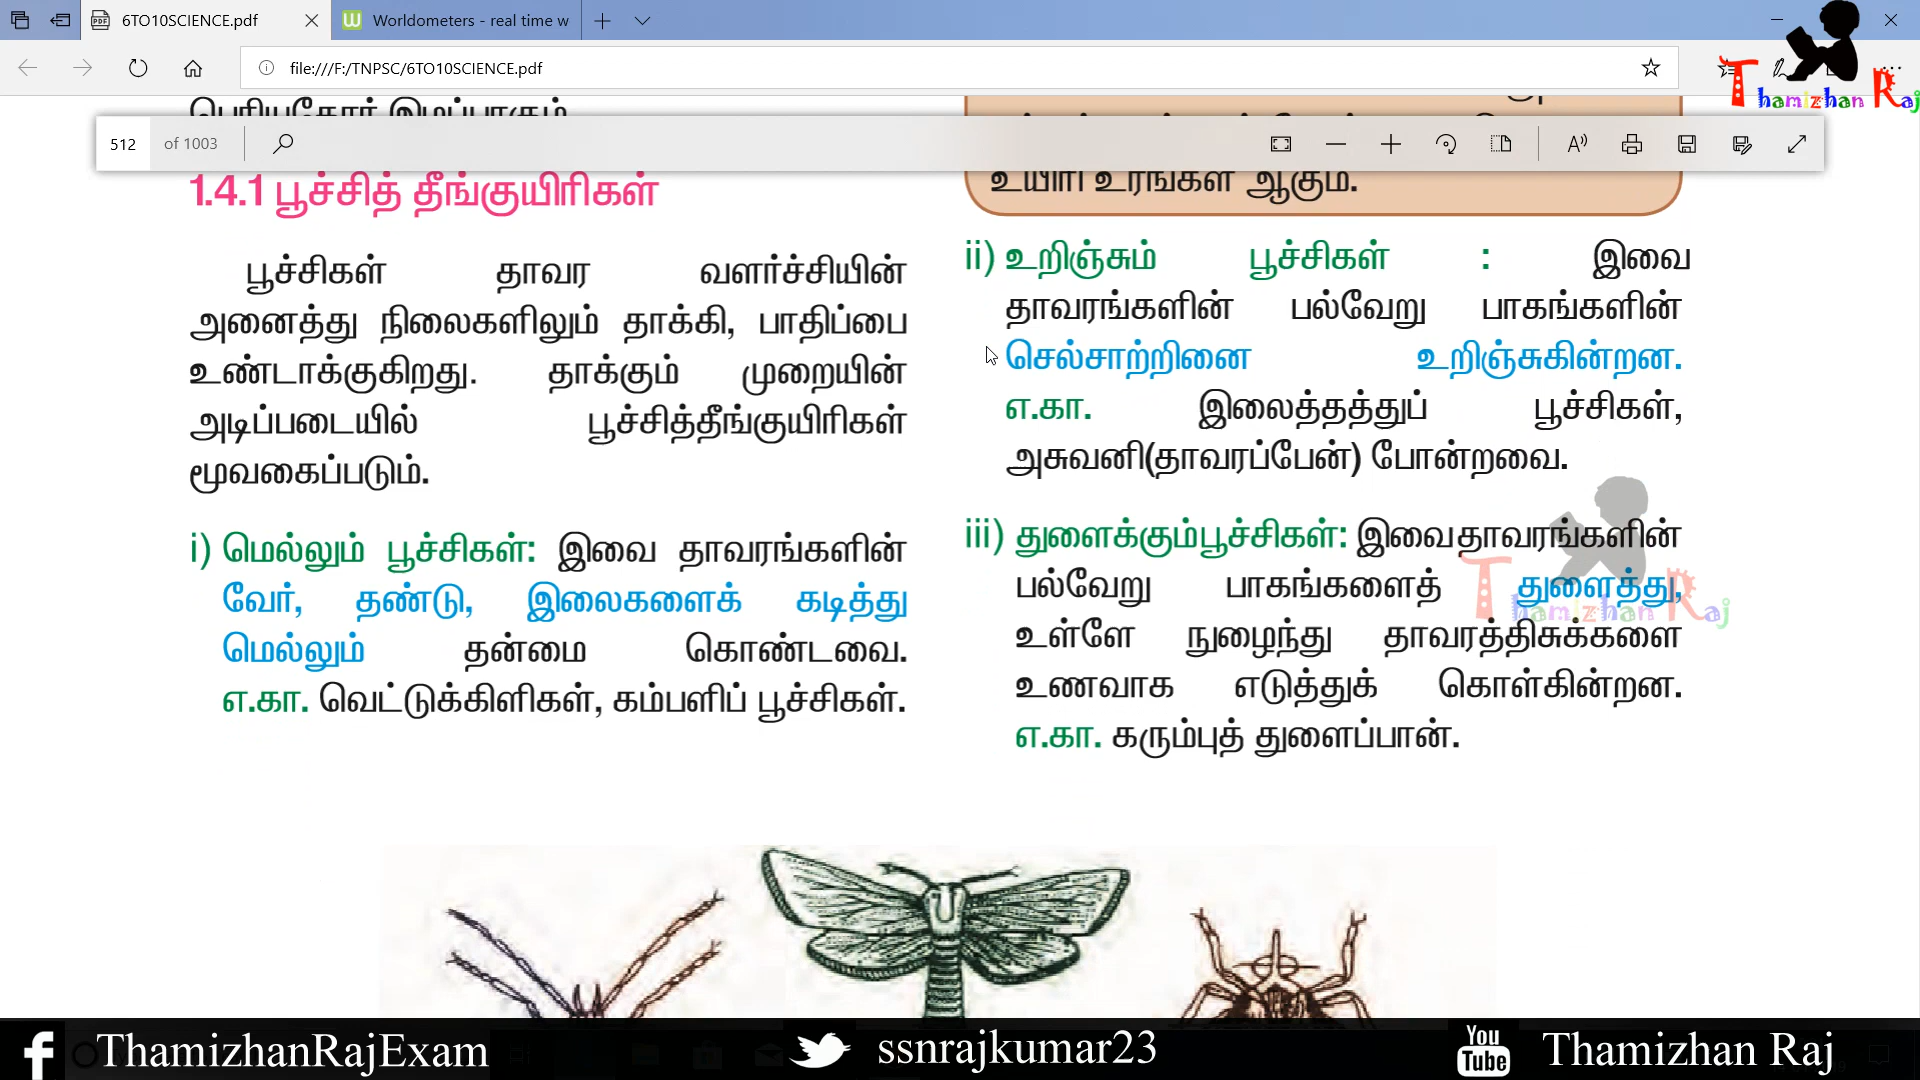 6TO10SCIENCE.pdf
Worldometers - real time w
file:///F:/TNPSC/6TO10SCIENCE.pdf
Thamizhan Raj
512 of 1003
1.4.1 பூச்சித் தீங்குயிரிகள்
பூச்சிகள் தாவர வளர்ச்சியின்
அனைத்து நிலைகளிலும் தாக்கி, பாதிப்பை
உண்டாக்குகிறது. தாக்கும் முறையின்
அடிப்படையில் பூச்சித்தீங்குயிரிகள்
மூவகைப்படும்.
i) மெல்லும் பூச்சிகள்: இவை தாவரங்களின்
வேர், தண்டு, இலைகளைக் கடித்து
மெல்லும் தன்மை கொண்டவை.
எ.கா. வெட்டுக்கிளிகள், கம்பளிப் பூச்சிகள்.
உயிரி உரங்கள் ஆகும்.
ii) உறிஞ்சும் பூச்சிகள் : இவை
தாவரங்களின் பல்வேறு பாகங்களின்
செல்சாற்றினை உறிஞ்சுகின்றன.
எ.கா. இலைத்தத்துப் பூச்சிகள்,
அசுவனி(தாவரப்பேன்) போன்றவை.
iii) துளைக்கும்பூச்சிகள்: இவைதாவரங்களின்
பல்வேறு பாகங்களைத் துளைத்து,
உள்ளே நுழைந்து தாவரத்திசுக்களை
உணவாக எடுத்துக் கொள்கின்றன.
எ.கா. கரும்புத் துளைப்பான்.
Thamizhan Raj
ThamizhanRajExam
ssnrajkumar23
You Tube
Thamizhan Raj